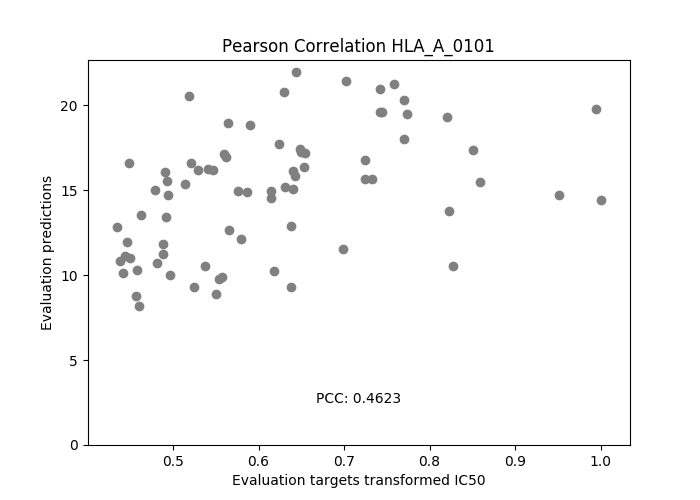 Pearson Correlation HLA_A_0101
20
15
10
5
0
Evaluation predictions
PCC: 0.4623
0.5 0.6 0.7 0.8 0.9 1.0
Evaluation targets transformed IC50